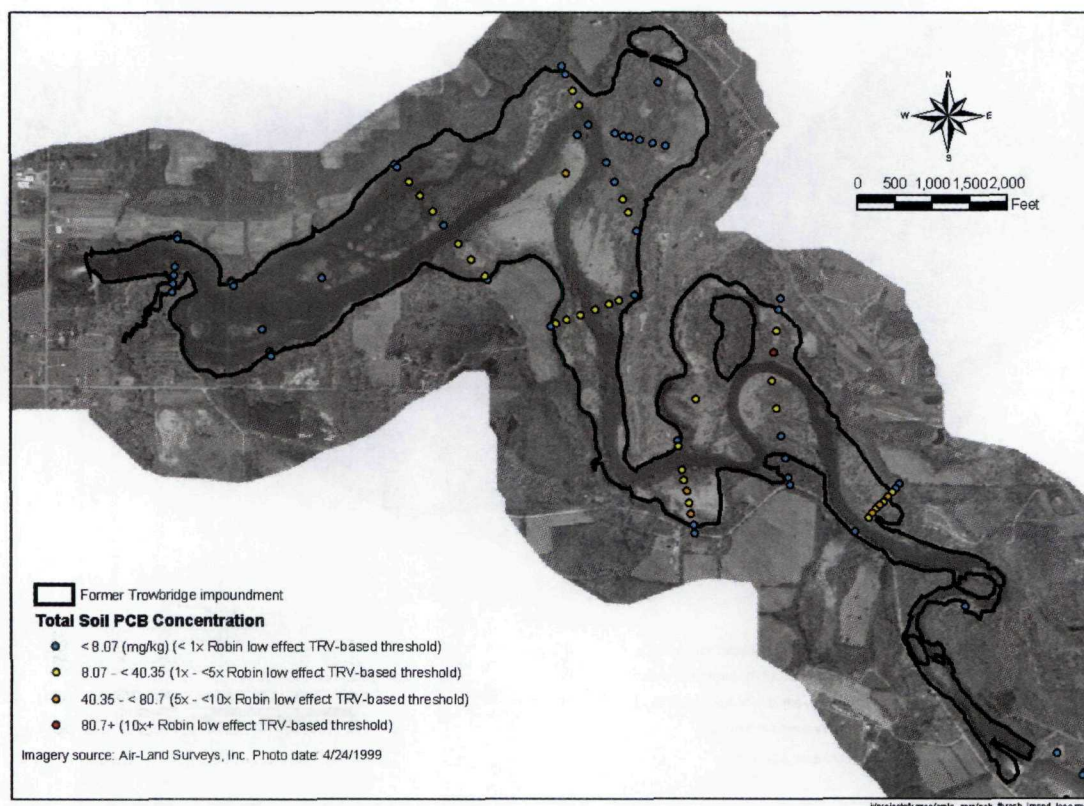 N
W E
S
0 500 1,000 1,500 2,000
Feet
Former Trowbridge impoundment
Total Soil PCB Concentration
< 8.07 (mg/kg) (< 1x Robin low effect TRV-based threshold)
8.07 - < 40.35 (1x - <5x Robin low effect TRV-based threshold)
40.35 - < 80.7 (5x - <10x Robin low effect TRV-based threshold)
80.7+ (10x+ Robin low effect TRV-based threshold)
Imagery source: Air-Land Surveys, Inc. Photo date: 4/24/1999